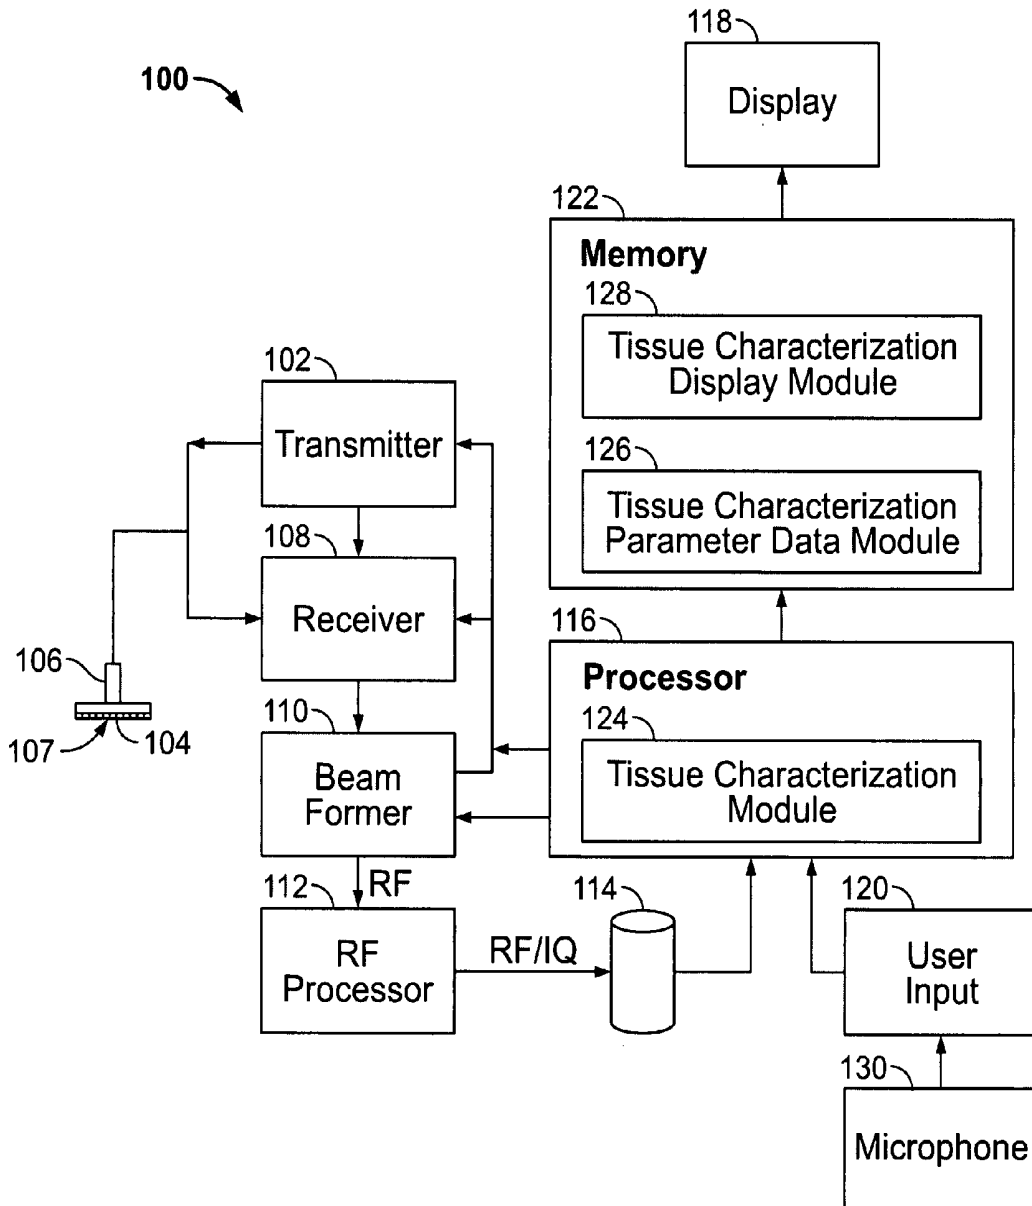 118
100
Display
122
Memory
128
Tissue Characterization
Display Module
102
Transmitter
126
Tissue Characterization
Parameter Data Module
108
Receiver
116
Processor
106
124
110
107
104
Tissue Characterization
Module
Beam
Former
112
RF
114
120
RF
Processor
RF/IQ
User
Input
130
Microphone